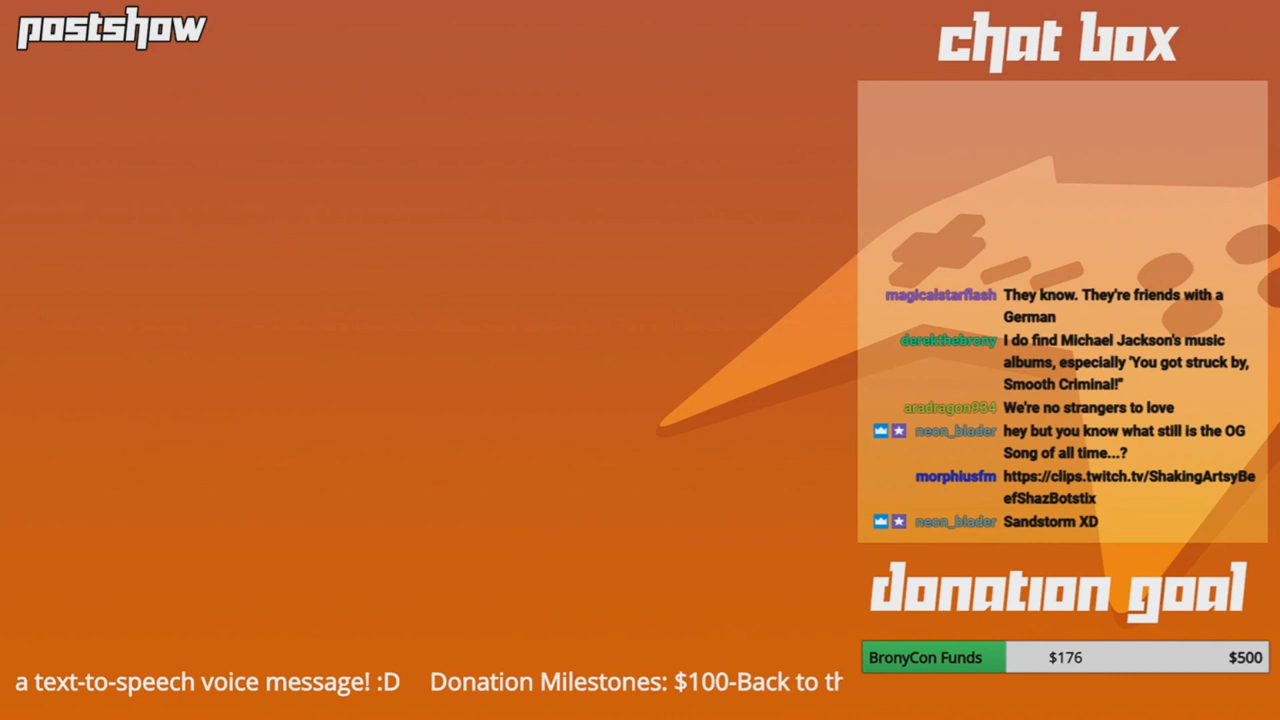 postshow
chat box
magicalstarflash They know. They're friends with a
German
derekthebrony I do find Michael Jackson's music
albums, especially 'You got struck by,
Smooth Criminal!"
aradragon934 We're no strangers to love
neon_blader hey but you know what still is the OG
Song of all time...?
morphiusfm https://clips.twitch.tv/ShakingArtsyBe
efShazBotstix
neon_blader Sandstorm XD
donation goal
BronyCon Funds $176 $500
a text-to-speech voice message! :D Donation Milestones: $100-Back to th